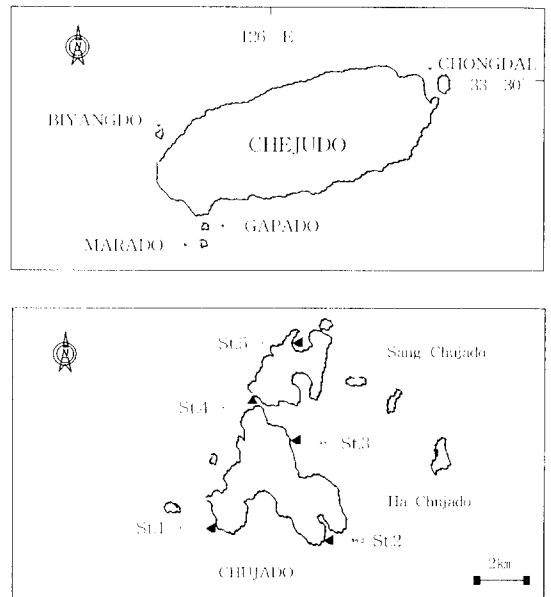 126° E
N
CHONGDAL
33° 30′
BIYANGDO
CHEJUDO
GAPADO
MARADO
N
St.5
Sang Chujado
St.4
St.3
Ha Chujado
St.1
St.2
CHUJADO
2km